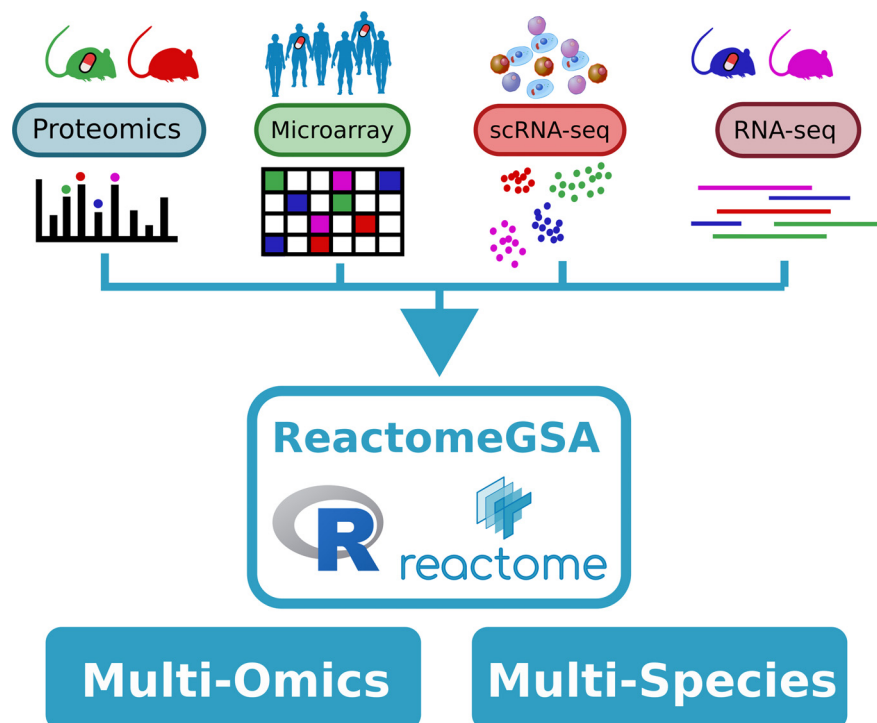 Proteomics
Microarray
scRNA-seq
RNA-seq
ReactomeGSA
R
reactome
Multi-Omics
Multi-Species